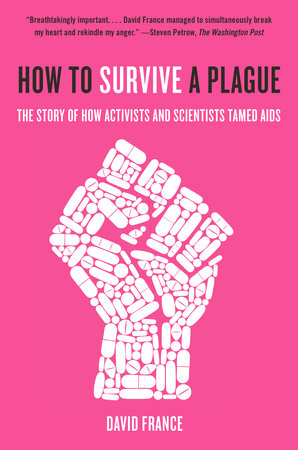 "Breathtakingly important. . . . David France managed to simultaneously break
my heart and rekindle my anger." —Steven Petrow, The Washington Post
HOW TO SURVIVE A PLAGUE
THE STORY OF HOW ACTIVISTS AND SCIENTISTS TAMED AIDS
DAVID FRANCE